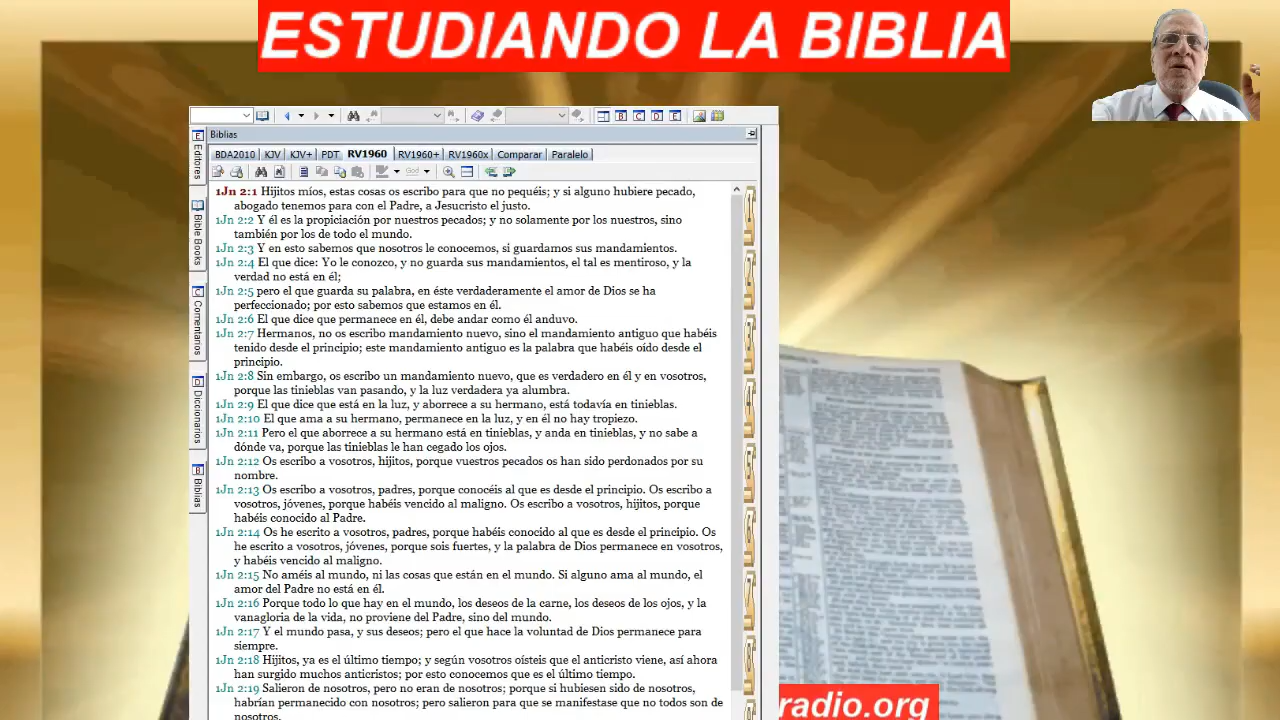 ESTUDIANDO LA BIBLIA
Biblias
BDA2010 KJV KJV+ PDT RV1960 RV1960+ RV1960x Comparar Paralelo
God
E Editores
Bible Books
C Comentarios
D Diccionarios
B Biblias
1Jn 2:1 Hijitos míos, estas cosas os escribo para que no pequéis; y si alguno hubiere pecado,
abogado tenemos para con el Padre, a Jesucristo el justo.
1Jn 2:2 Y él es la propiciación por nuestros pecados; y no solamente por los nuestros, sino
también por los de todo el mundo.
1Jn 2:3 Y en esto sabemos que nosotros le conocemos, si guardamos sus mandamientos.
1Jn 2:4 El que dice: Yo le conozco, y no guarda sus mandamientos, el tal es mentiroso, y la
verdad no está en él;
1Jn 2:5 pero el que guarda su palabra, en éste verdaderamente el amor de Dios se ha
perfeccionado; por esto sabemos que estamos en él.
1Jn 2:6 El que dice que permanece en él, debe andar como él anduvo.
1Jn 2:7 Hermanos, no os escribo mandamiento nuevo, sino el mandamiento antiguo que habéis
tenido desde el principio; este mandamiento antiguo es la palabra que habéis oído desde el
principio.
1Jn 2:8 Sin embargo, os escribo un mandamiento nuevo, que es verdadero en él y en vosotros,
porque las tinieblas van pasando, y la luz verdadera ya alumbra.
1Jn 2:9 El que dice que está en la luz, y aborrece a su hermano, está todavía en tinieblas.
1Jn 2:10 El que ama a su hermano, permanece en la luz, y en él no hay tropiezo.
1Jn 2:11 Pero el que aborrece a su hermano está en tinieblas, y anda en tinieblas, y no sabe a
dónde va, porque las tinieblas le han cegado los ojos.
1Jn 2:12 Os escribo a vosotros, hijitos, porque vuestros pecados os han sido perdonados por su
nombre.
1Jn 2:13 Os escribo a vosotros, padres, porque conocéis al que es desde el principio. Os escribo a
vosotros, jóvenes, porque habéis vencido al maligno. Os escribo a vosotros, hijitos, porque
habéis conocido al Padre.
1Jn 2:14 Os he escrito a vosotros, padres, porque habéis conocido al que es desde el principio. Os
he escrito a vosotros, jóvenes, porque sois fuertes, y la palabra de Dios permanece en vosotros,
y habéis vencido al maligno.
1Jn 2:15 No améis al mundo, ni las cosas que están en el mundo. Si alguno ama al mundo, el
amor del Padre no está en él.
1Jn 2:16 Porque todo lo que hay en el mundo, los deseos de la carne, los deseos de los ojos, y la
vanagloria de la vida, no proviene del Padre, sino del mundo.
1Jn 2:17 Y el mundo pasa, y sus deseos; pero el que hace la voluntad de Dios permanece para
siempre.
1Jn 2:18 Hijitos, ya es el último tiempo; y según vosotros oísteis que el anticristo viene, así ahora
han surgido muchos anticristos; por esto conocemos que es el último tiempo.
1Jn 2:19 Salieron de nosotros, pero no eran de nosotros; porque si hubiesen sido de nosotros,
habrían permanecido con nosotros; pero salieron para que se manifestase que no todos son de
nosotros.
radio.org